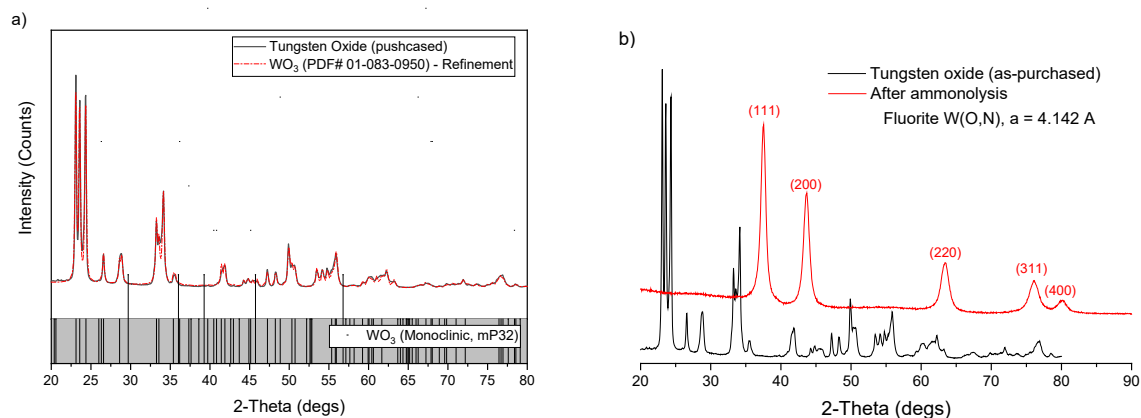 a)
Tungsten Oxide (pushcased)
WO3 (PDF# 01-083-0950) - Refinement
Intensity (Counts)
WO3 (Monoclinic, mP32)
20 25 30 35 40 45 50 55 60 65 70 75 80
2-Theta (degs)
b)
Tungsten oxide (as-purchased)
After ammonolysis
Fluorite W(O,N), a = 4.142 A
(111)
(200)
(220)
(311)
(400)
20 30 40 50 60 70 80 90
2-Theta (degs)